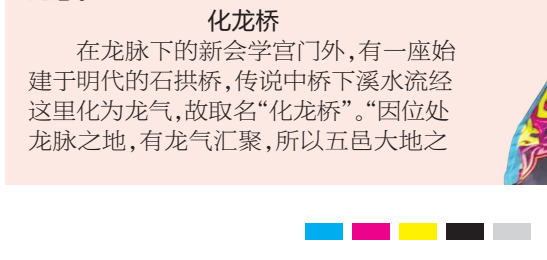 化龙桥
在龙脉下的新会学宫门外，有一座始
建于明代的石拱桥，传说中桥下溪水流经
这里化为龙气，故取名“化龙桥”。“因位处
龙脉之地，有龙气汇聚，所以五邑大地之